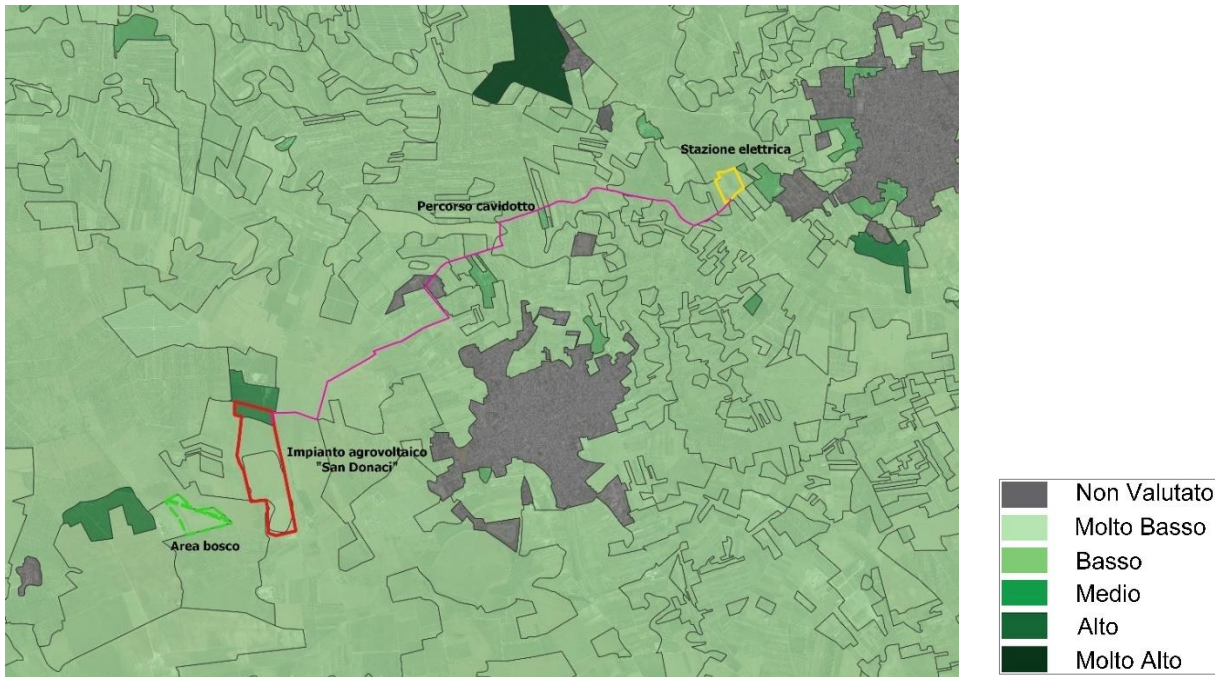 Stazione elettrica
Percorso cavidotto
Impianto agrovoltaico
"San Donaci"
Area bosco
Non Valutato
Molto Basso
Basso
Medio
Alto
Molto Alto